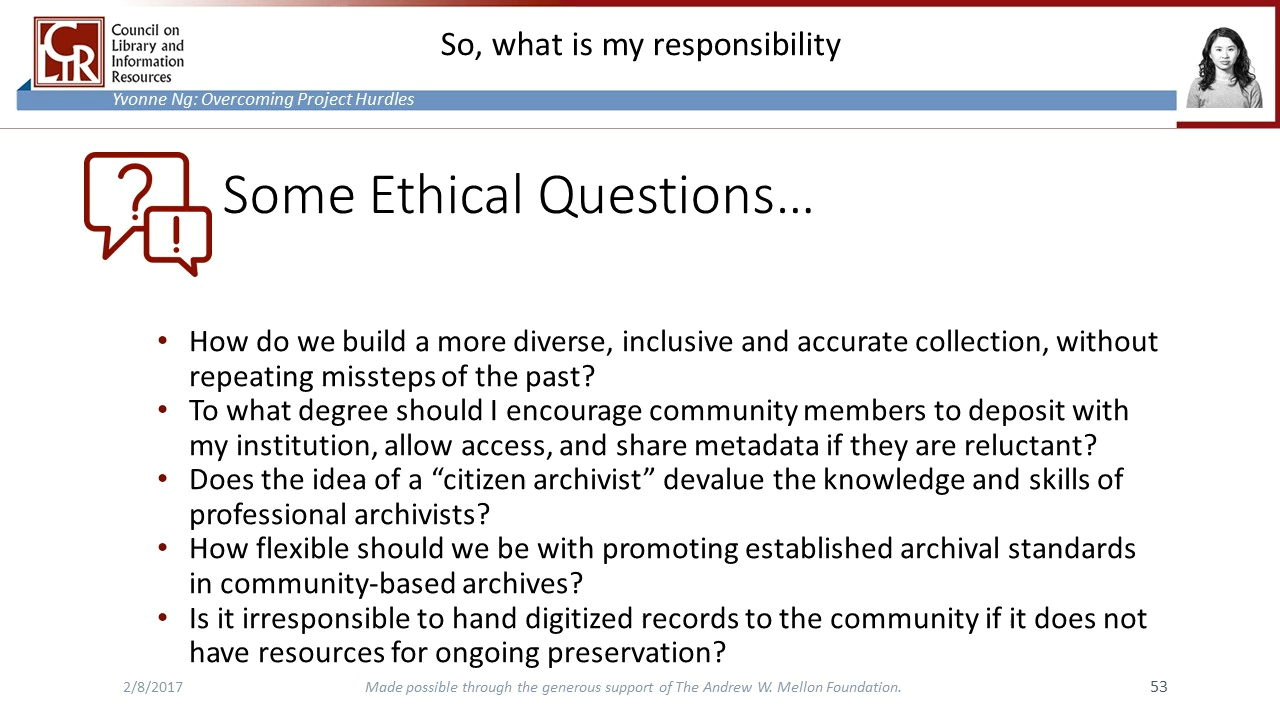 Council on
Library and
Information
Resources
So, what is my responsibility
Yvonne Ng: Overcoming Project Hurdles
Some Ethical Questions...
• How do we build a more diverse, inclusive and accurate collection, without
repeating missteps of the past?
• To what degree should I encourage community members to deposit with
my institution, allow access, and share metadata if they are reluctant?
• Does the idea of a “citizen archivist” devalue the knowledge and skills of
professional archivists?
• How flexible should we be with promoting established archival standards
in community-based archives?
• Is it irresponsible to hand digitized records to the community if it does not
have resources for ongoing preservation?
2/8/2017
Made possible through the generous support of The Andrew W. Mellon Foundation.
53